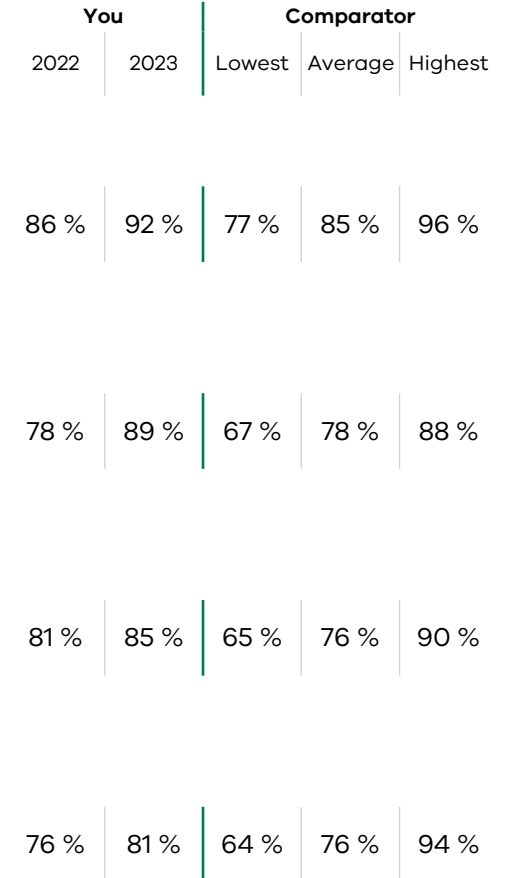 You Comparator
2022 2023 Lowest Average Highest
86 % 92 % 77 % 85 % 96 %
78 % 89 % 67 % 78 % 88 %
81 % 85 % 65 % 76 % 90 %
76 % 81 % 64 % 76 % 94 %